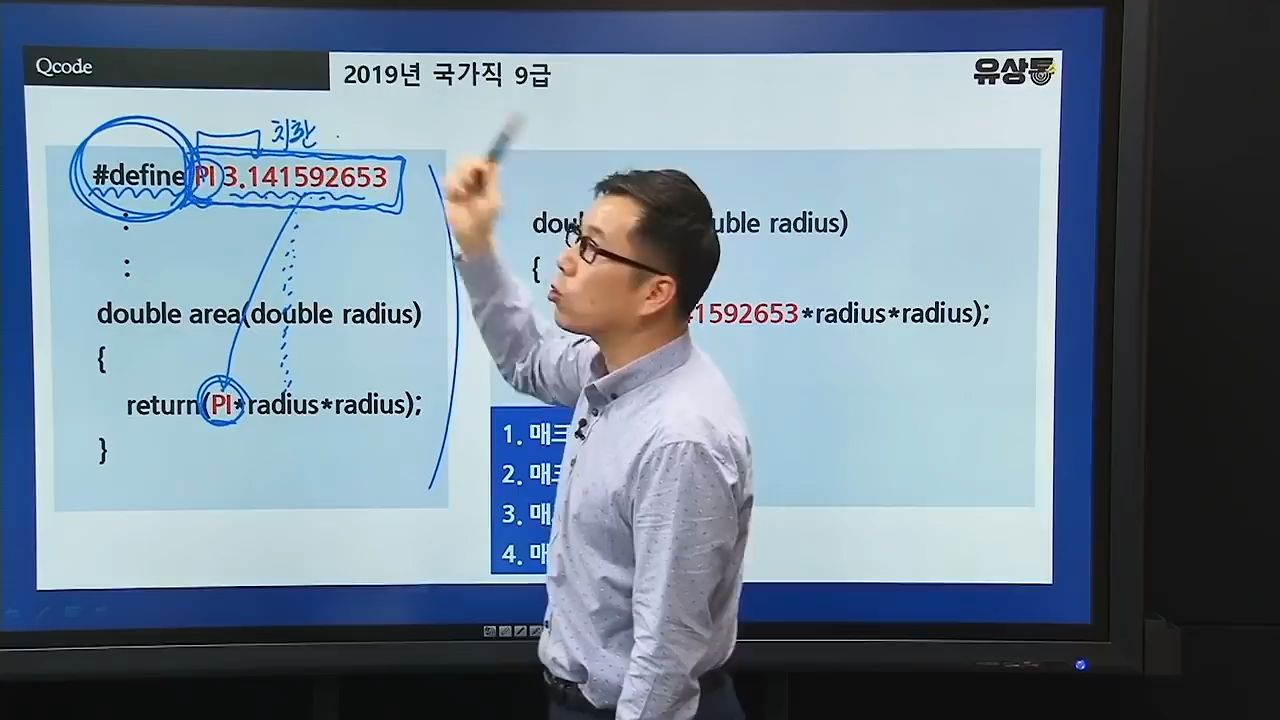 Qcode
2019년 국가직 9급
유상통
치환
#define PI 3.141592653
:
:
double area(double radius)
{
return(PI*radius*radius);
}
double radius)
{
1592653*radius*radius);
1. 매크
2. 매크
3. 매
4. 매